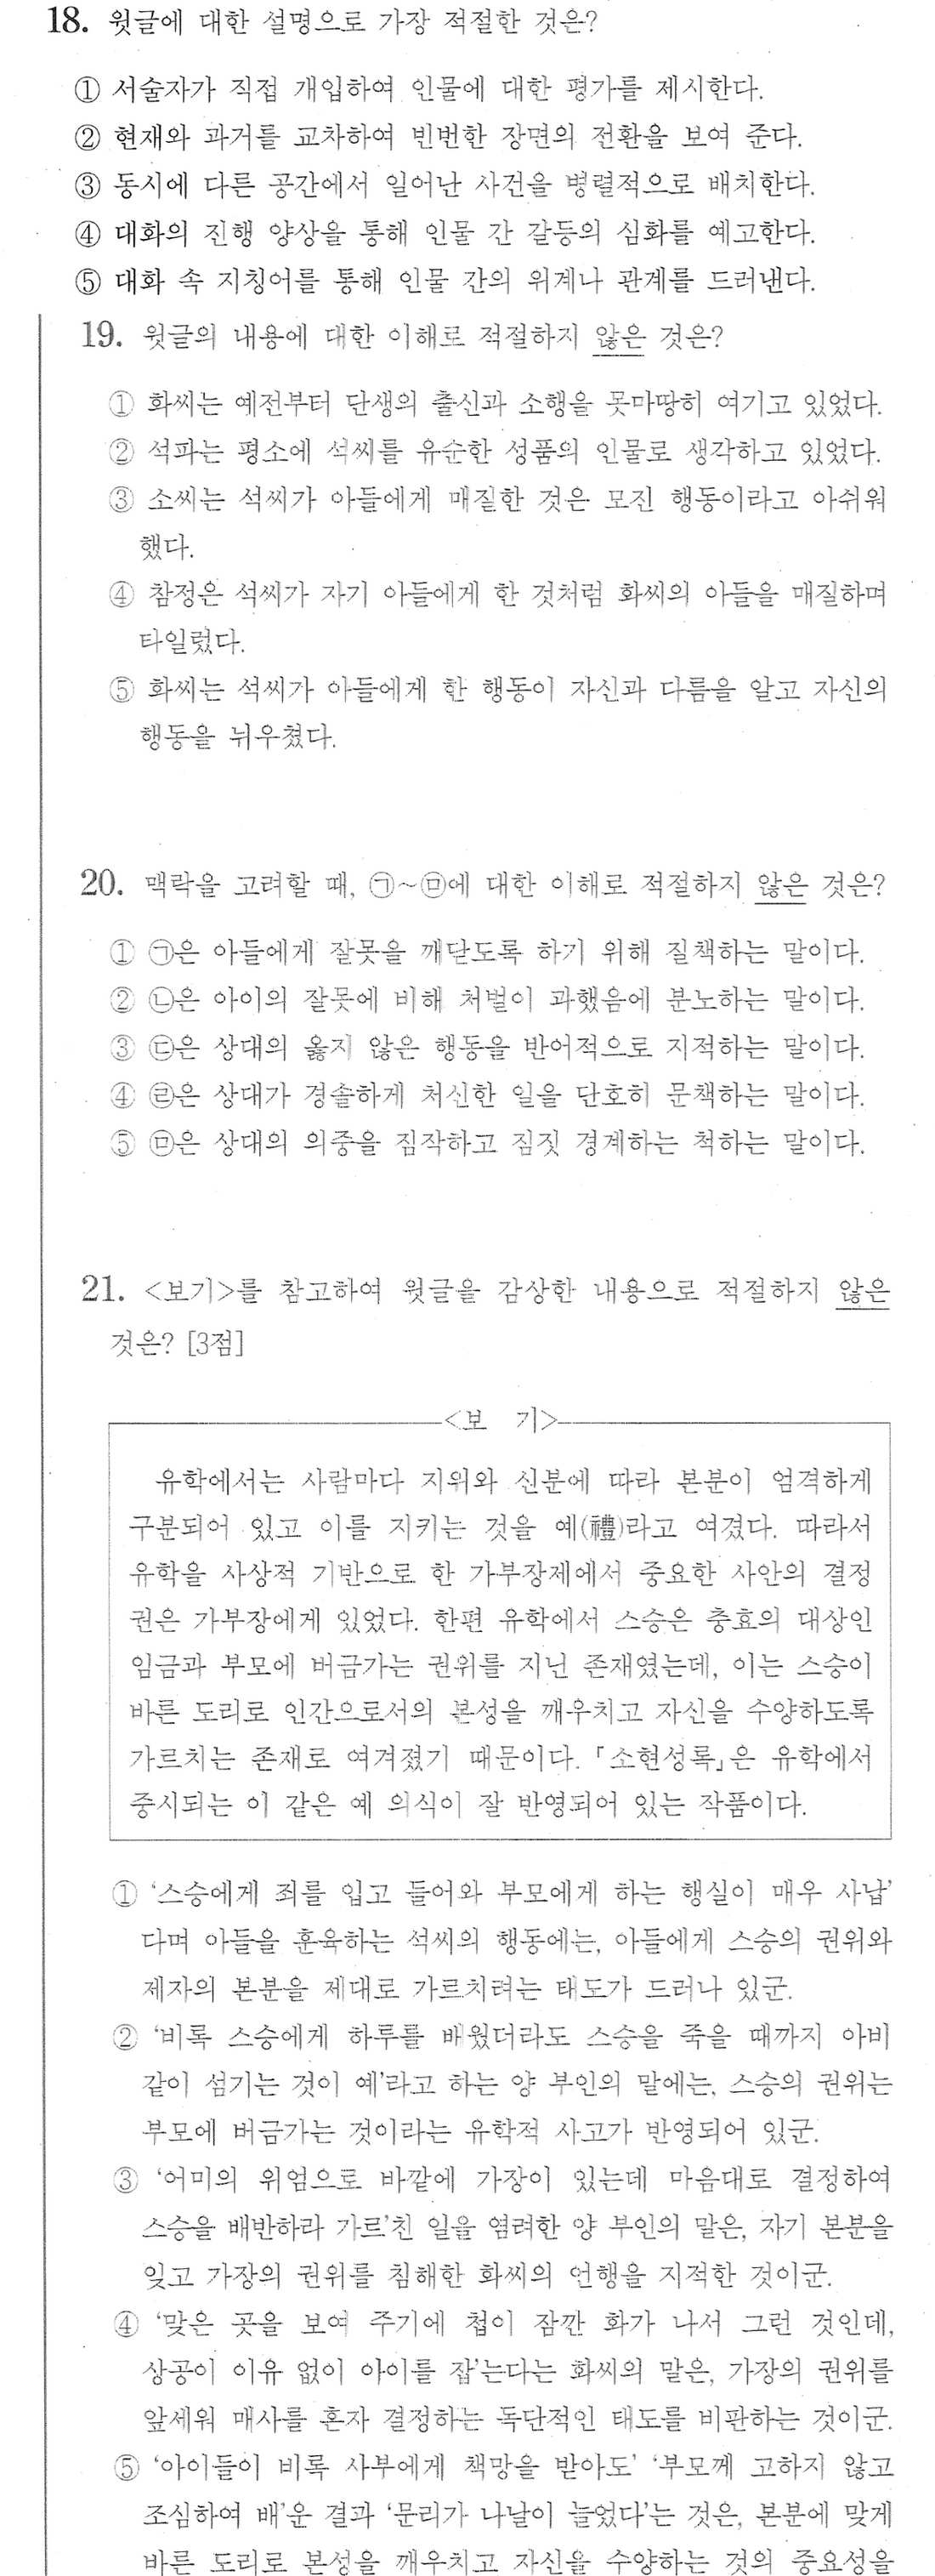 18. 윗글에 대한 설명으로 가장 적절한 것은?
① 서술자가 직접 개입하여 인물에 대한 평가를 제시한다.
② 현재와 과거를 교차하여 빈번한 장면의 전환을 보여 준다.
③ 동시에 다른 공간에서 일어난 사건을 병렬적으로 배치한다.
④ 대화의 진행 양상을 통해 인물 간 갈등의 심화를 예고한다.
⑤ 대화 속 지칭어를 통해 인물 간의 위계나 관계를 드러낸다.
19. 윗글의 내용에 대한 이해로 적절하지 않은 것은?
① 화씨는 예전부터 단생의 출신과 소행을 못마땅히 여기고 있었다.
② 석파는 평소에 석씨를 유순한 성품의 인물로 생각하고 있었다.
③ 소씨는 석씨가 아들에게 매질한 것은 모진 행동이라고 아쉬워
했다.
④ 참정은 석씨가 자기 아들에게 한 것처럼 화씨의 아들을 매질하며
타일렀다.
⑤ 화씨는 석씨가 아들에게 한 행동이 자신과 다름을 알고 자신의
행동을 뉘우쳤다.
20. 맥락을 고려할 때, ㉠~㉤에 대한 이해로 적절하지 않은 것은?
① ㉠은 아들에게 잘못을 깨닫도록 하기 위해 질책하는 말이다.
② ㉡은 아이의 잘못에 비해 처벌이 과했음에 분노하는 말이다.
③ ㉢은 상대의 옳지 않은 행동을 반어적으로 지적하는 말이다.
④ ㉣은 상대가 경솔하게 처신한 일을 단호히 문책하는 말이다.
⑤ ㉤은 상대의 의중을 짐작하고 짐짓 경계하는 척하는 말이다.
21. <보기>를 참고하여 윗글을 감상한 내용으로 적절하지 않은
것은? [3점]
<보 기>
유학에서는 사람마다 지위와 신분에 따라 본분이 엄격하게
구분되어 있고 이를 지키는 것을 예(禮)라고 여겼다. 따라서
유학을 사상적 기반으로 한 가부장제에서 중요한 사안의 결정
권은 가부장에게 있었다. 한편 유학에서 스승은 충효의 대상인
임금과 부모에 버금가는 권위를 지닌 존재였는데, 이는 스승이
바른 도리로 인간으로서의 본성을 깨우치고 자신을 수양하도록
가르치는 존재로 여겨졌기 때문이다. 「소현성록」은 유학에서
중시되는 이 같은 예 의식이 잘 반영되어 있는 작품이다.
① ‘스승에게 죄를 입고 들어와 부모에게 하는 행실이 매우 사납’
다며 아들을 훈육하는 석씨의 행동에는, 아들에게 스승의 권위와
제자의 본분을 제대로 가르치려는 태도가 드러나 있군.
② ‘비록 스승에게 하루를 배웠더라도 스승을 죽을 때까지 아비
같이 섬기는 것이 예’라고 하는 양 부인의 말에는, 스승의 권위는
부모에 버금가는 것이라는 유학적 사고가 반영되어 있군.
③ ‘어미의 위엄으로 바깥에 가장이 있는데 마음대로 결정하여
스승을 배반하라 가르’친 일을 염려한 양 부인의 말은, 자기 본분을
잊고 가장의 권위를 침해한 화씨의 언행을 지적한 것이군.
④ ‘맞은 곳을 보여 주기에 첩이 잠깐 화가 나서 그런 것인데,
상공이 이유 없이 아이를 잡’는다는 화씨의 말은, 가장의 권위를
앞세워 매사를 혼자 결정하는 독단적인 태도를 비판하는 것이군.
⑤ ‘아이들이 비록 사부에게 책망을 받아도’ ‘부모께 고하지 않고
조심하여 배’운 결과 ‘문리가 나날이 늘었다’는 것은, 본분에 맞게
바른 도리로 본성을 깨우치고 자신을 수양하는 것의 중요성을